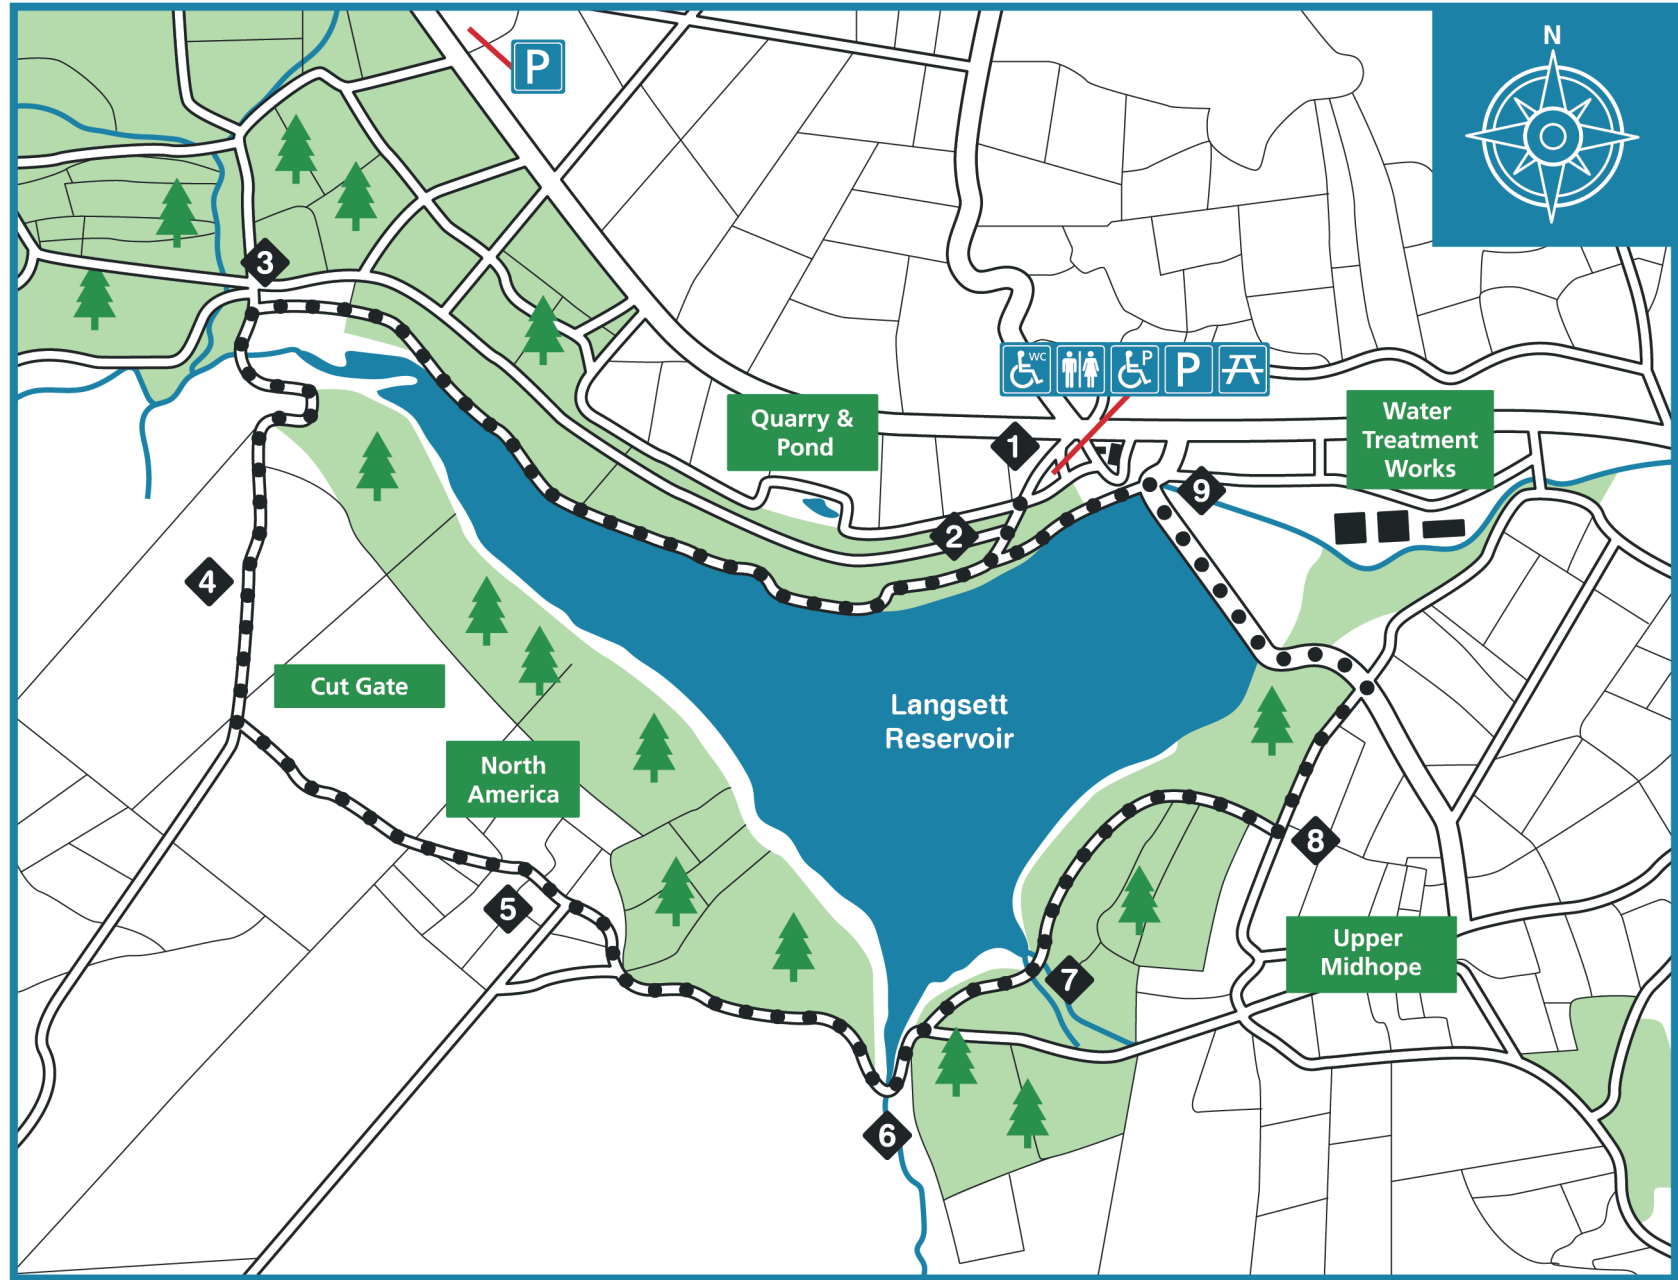 P
N
WC
P
P
Quarry &
Pond
Water
Treatment
Works
1
3
9
2
4
Cut Gate
Langsett
Reservoir
North
America
8
5
Upper
Midhope
7
6